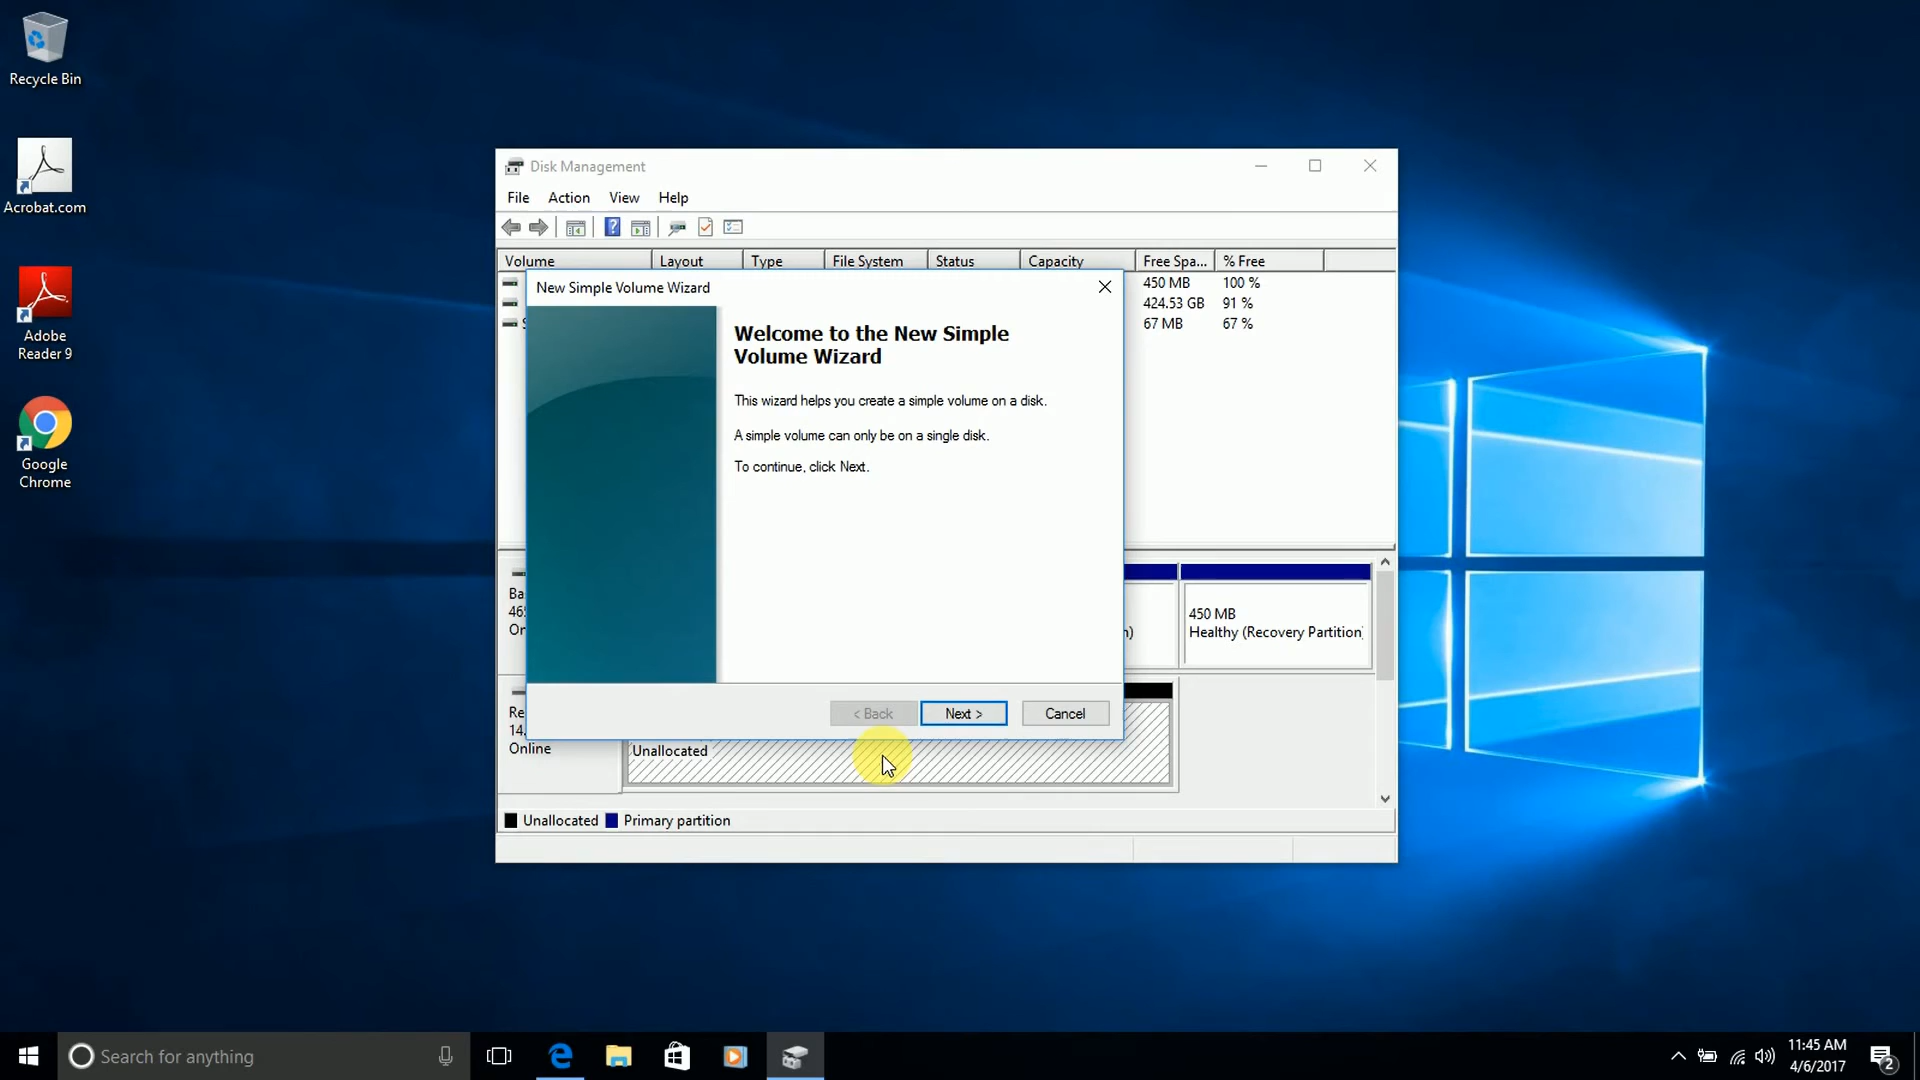 Recycle Bin
Acrobat.com
Adobe
Reader 9
Google
Chrome
Disk Management
File Action View Help
Volume Layout Type File System Status Capacity Free Spa... % Free
450 MB 100 %
424.53 GB 91 %
67 MB 67 %
New Simple Volume Wizard
Welcome to the New Simple
Volume Wizard
This wizard helps you create a simple volume on a disk.
A simple volume can only be on a single disk.
To continue, click Next.
< Back Next > Cancel
Ba
465
On
450 MB
Healthy (Recovery Partition)
Re
14.
Online
Unallocated
Unallocated Primary partition
Search for anything
11:45 AM
4/6/2017
2